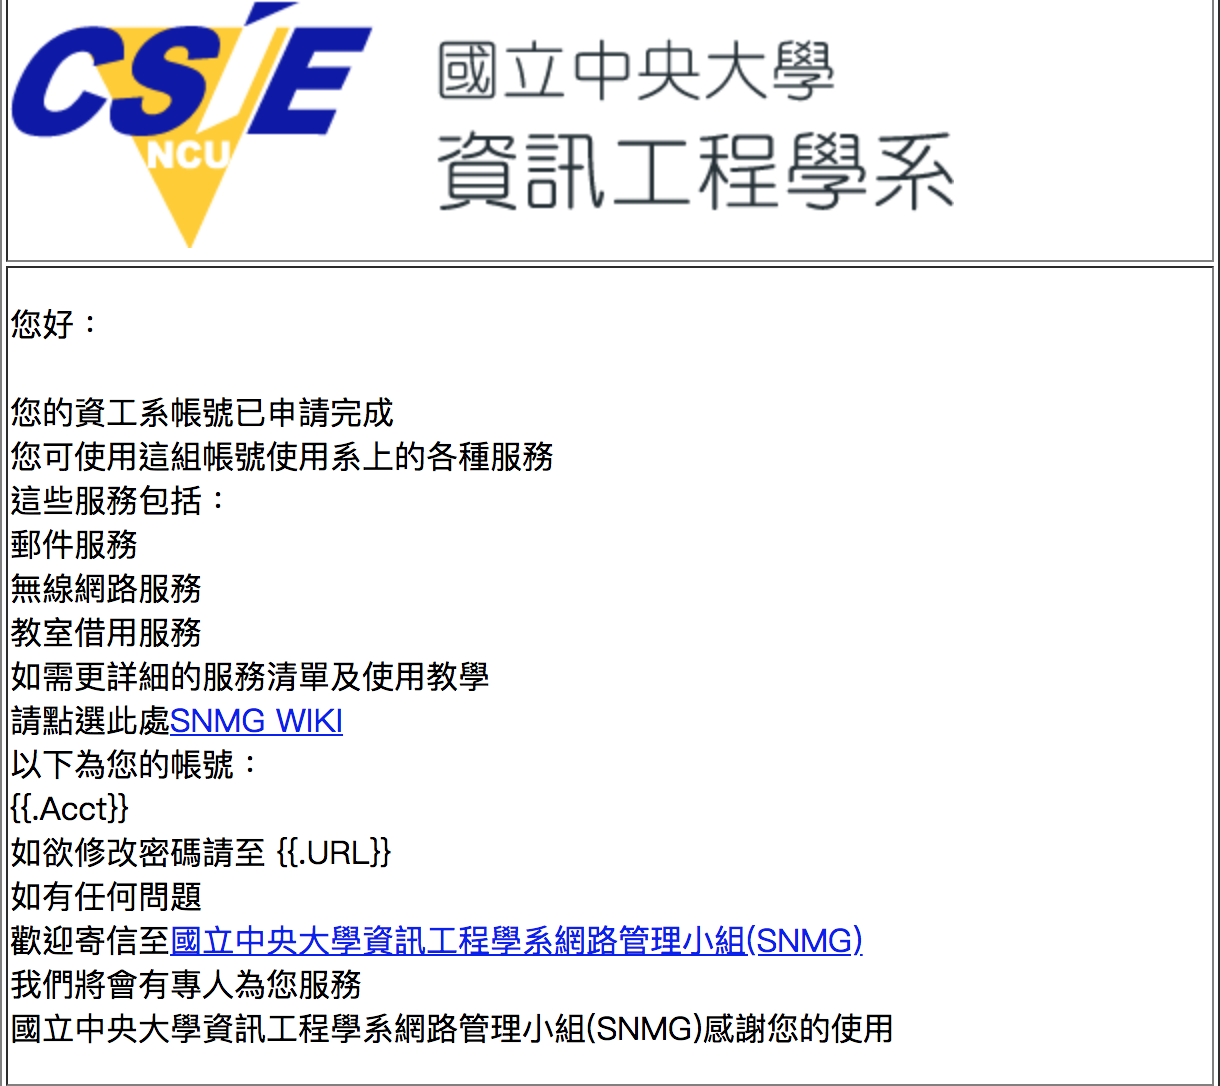 CSiE
NCU
國立中央大學
資訊工程學系
您好：
您的資工系帳號已申請完成
您可使用這組帳號使用系上的各種服務
這些服務包括：
郵件服務
無線網路服務
教室借用服務
如需更詳細的服務清單及使用教學
請點選此處SNMG WIKI
以下為您的帳號：
{{.Acct}}
如欲修改密碼請至 {{.URL}}
如有任何問題
歡迎寄信至國立中央大學資訊工程學系網路管理小組(SNMG)
我們將會有專人為您服務
國立中央大學資訊工程學系網路管理小組(SNMG)感謝您的使用